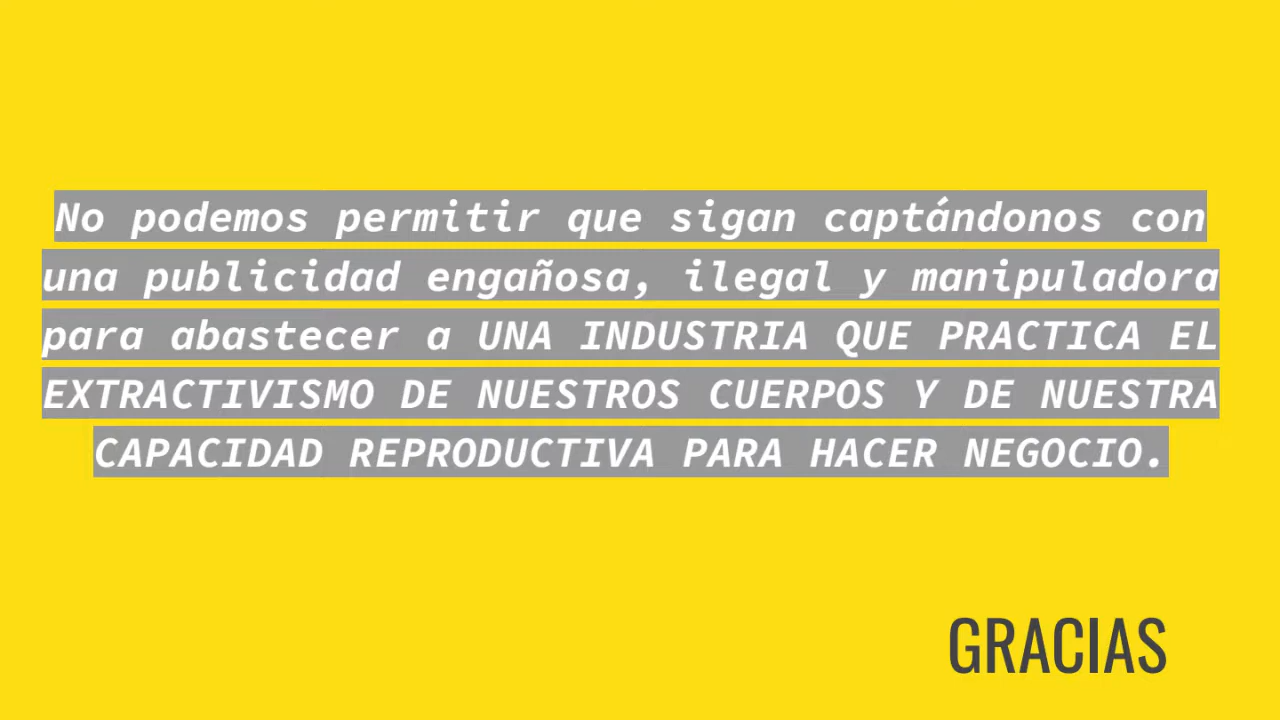 No podemos permitir que sigan captándonos con
una publicidad engañosa, ilegal y manipuladora
para abastecer a UNA INDUSTRIA QUE PRACTICA EL
EXTRACTIVISMO DE NUESTROS CUERPOS Y DE NUESTRA
CAPACIDAD REPRODUCTIVA PARA HACER NEGOCIO.
GRACIAS